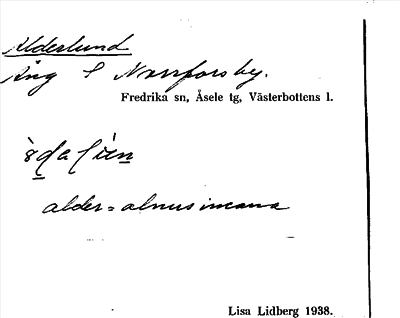 Alderlund
Äng S Norrforsby.
Fredrika sn, Åsele tg, Västerbottens l.
alder = alnus incana
Lisa Lidberg 1938.